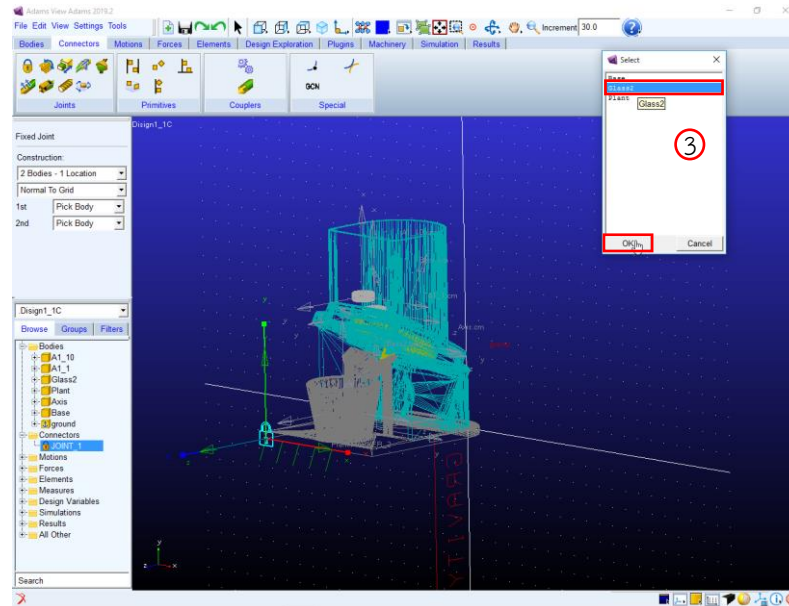 Adams View Adams 2019.2
File Edit View Settings Tools
Increment 30.0
Bodies Connectors Motions Forces Elements Design Exploration Plugins Machinery Simulation Results
GCN
Joints Primitives Couplers Special
Fixed Joint
Construction:
2 Bodies - 1 Location
Normal To Grid
1st Pick Body
2nd Pick Body
Disign1_1C
Browse Groups Filters
Bodies
A1_10
A1_1
Glass2
Plant
Axis
Base
ground
Connectors
JOINT_1
Motions
Forces
Elements
Measures
Design Variables
Simulations
Results
All Other
Search
Disign1_1C
Axis.cm
GRAVITY
x
y
z
Select
Base
Glass2
Plant
Glass2
3
OK Cancel